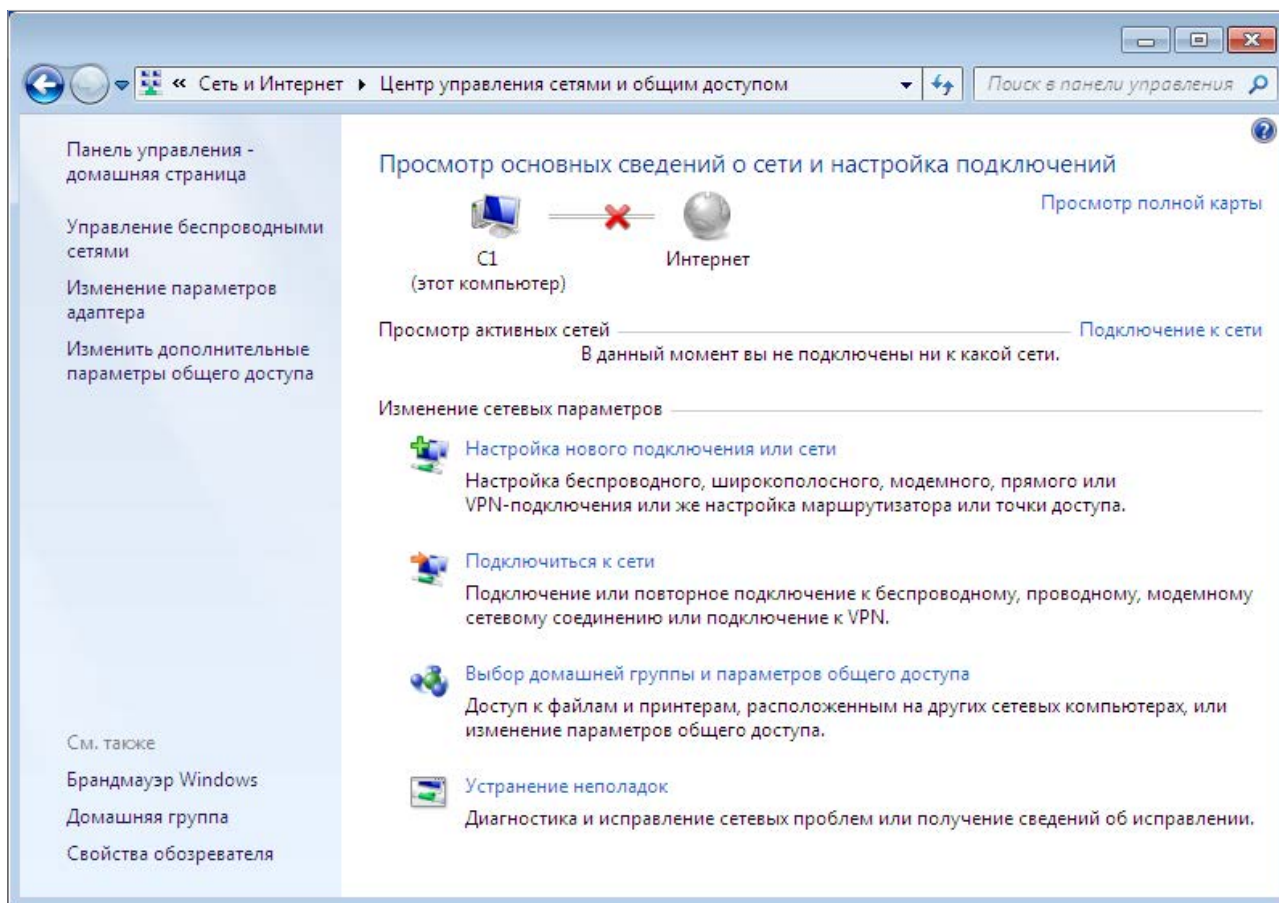 « Сеть и Интернет ▸ Центр управления сетями и общим доступом
Поиск в панели управления
Панель управления -
домашняя страница
Управление беспроводными
сетями
Изменение параметров
адаптера
Изменить дополнительные
параметры общего доступа
См. также
Брандмауэр Windows
Домашняя группа
Свойства обозревателя
Просмотр основных сведений о сети и настройка подключений
Просмотр полной карты
C1
(этот компьютер)
Интернет
Просмотр активных сетей
Подключение к сети
В данный момент вы не подключены ни к какой сети.
Изменение сетевых параметров
Настройка нового подключения или сети
Настройка беспроводного, широкополосного, модемного, прямого или
VPN-подключения или же настройка маршрутизатора или точки доступа.
Подключиться к сети
Подключение или повторное подключение к беспроводному, проводному, модемному
сетевому соединению или подключение к VPN.
Выбор домашней группы и параметров общего доступа
Доступ к файлам и принтерам, расположенным на других сетевых компьютерах, или
изменение параметров общего доступа.
Устранение неполадок
Диагностика и исправление сетевых проблем или получение сведений об исправлении.